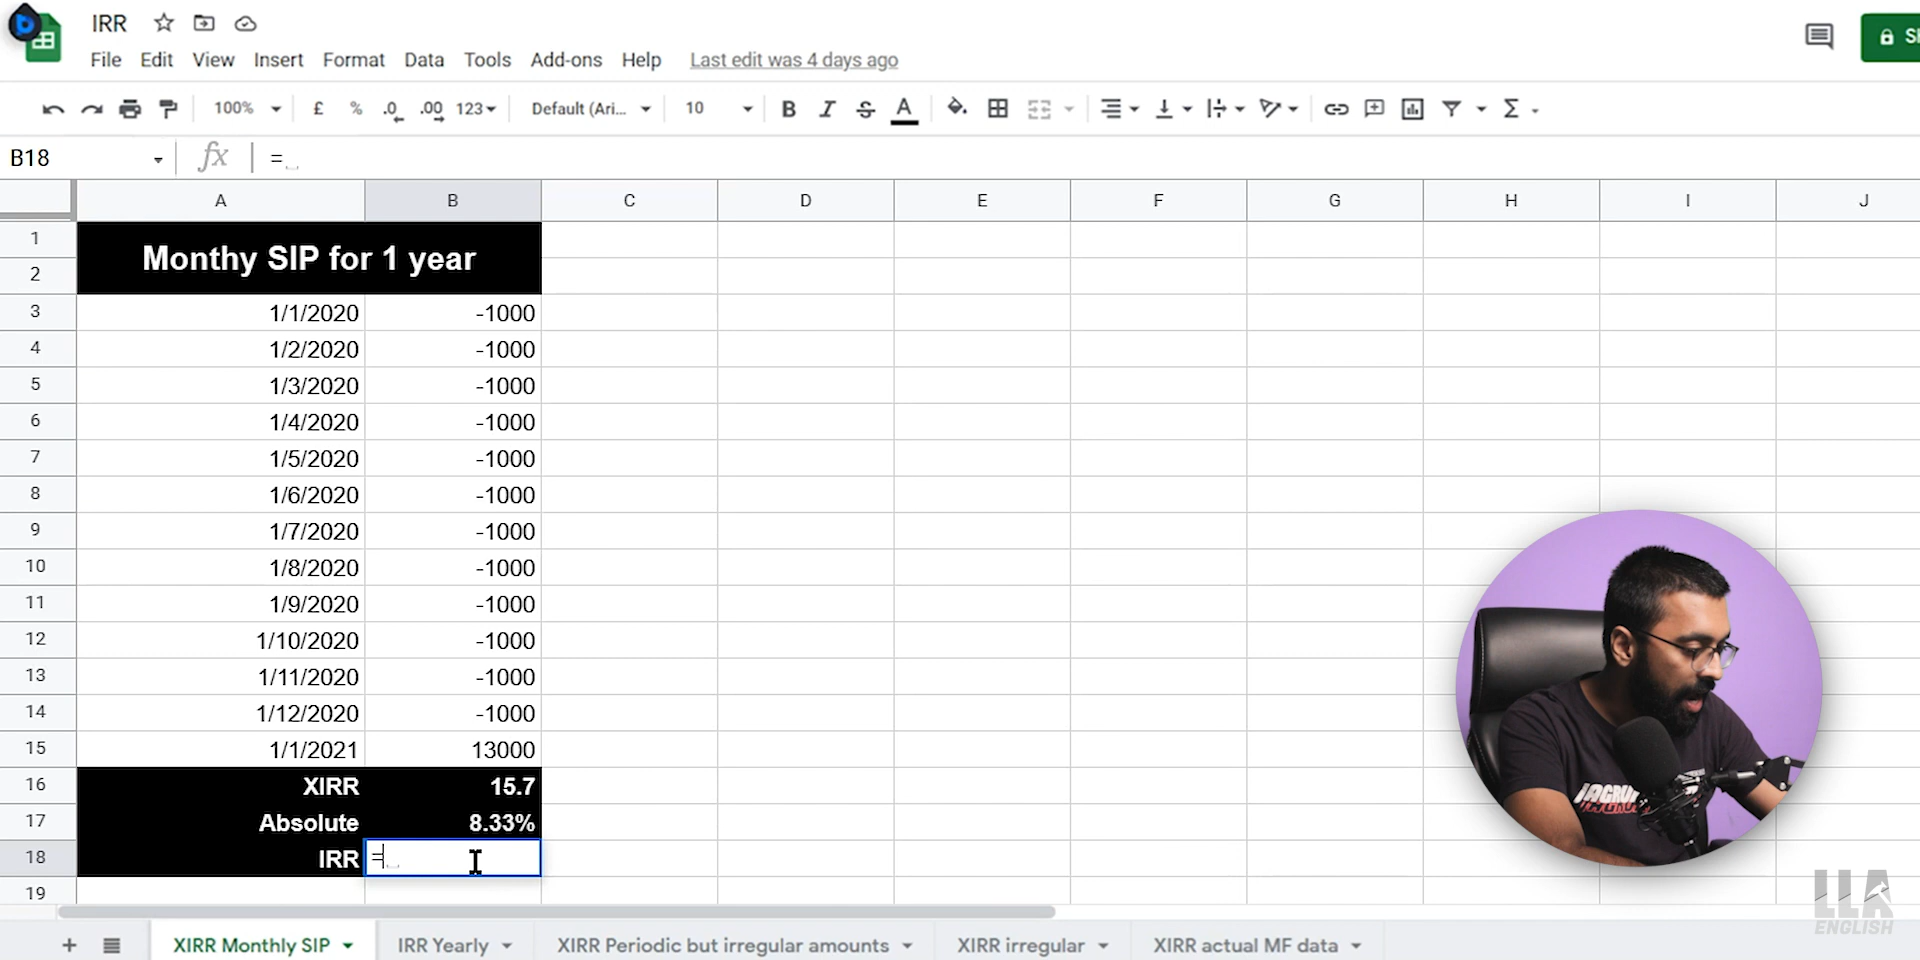 IRR
File Edit View Insert Format Data Tools Add-ons Help Last edit was 4 days ago
100% £ % .0 .00 123 Default (Ari... 10 B I S A Σ
B18 fx =
A B C D E F G H I J
1 Monthy SIP for 1 year
2
3 1/1/2020 -1000
4 1/2/2020 -1000
5 1/3/2020 -1000
6 1/4/2020 -1000
7 1/5/2020 -1000
8 1/6/2020 -1000
9 1/7/2020 -1000
10 1/8/2020 -1000
11 1/9/2020 -1000
12 1/10/2020 -1000
13 1/11/2020 -1000
14 1/12/2020 -1000
15 1/1/2021 13000
16 XIRR 15.7
17 Absolute 8.33%
18 IRR =
19
XIRR Monthly SIP IRR Yearly XIRR Periodic but irregular amounts XIRR irregular XIRR actual MF data
LLA
ENGLISH